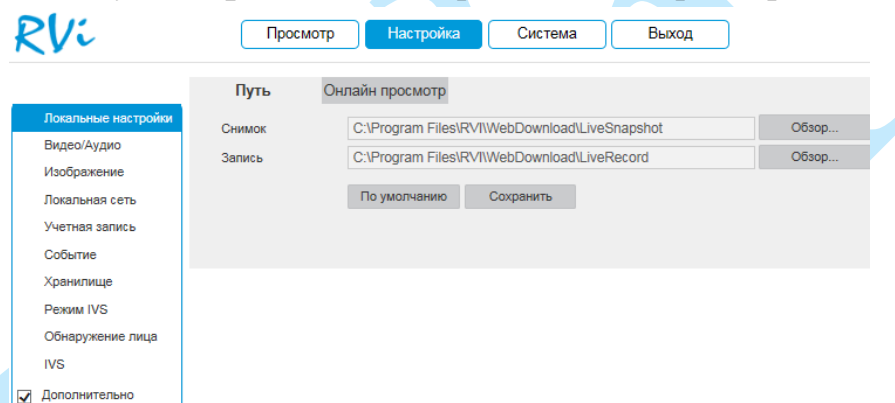 RVi
Просмотр Настройка Система Выход
Путь Онлайн просмотр
Снимок C:\Program Files\RVI\WebDownload\LiveSnapshot Обзор...
Запись C:\Program Files\RVI\WebDownload\LiveRecord Обзор...
По умолчанию Сохранить
Локальные настройки
Видео/Аудио
Изображение
Локальная сеть
Учетная запись
Событие
Хранилище
Режим IVS
Обнаружение лица
IVS
Дополнительно